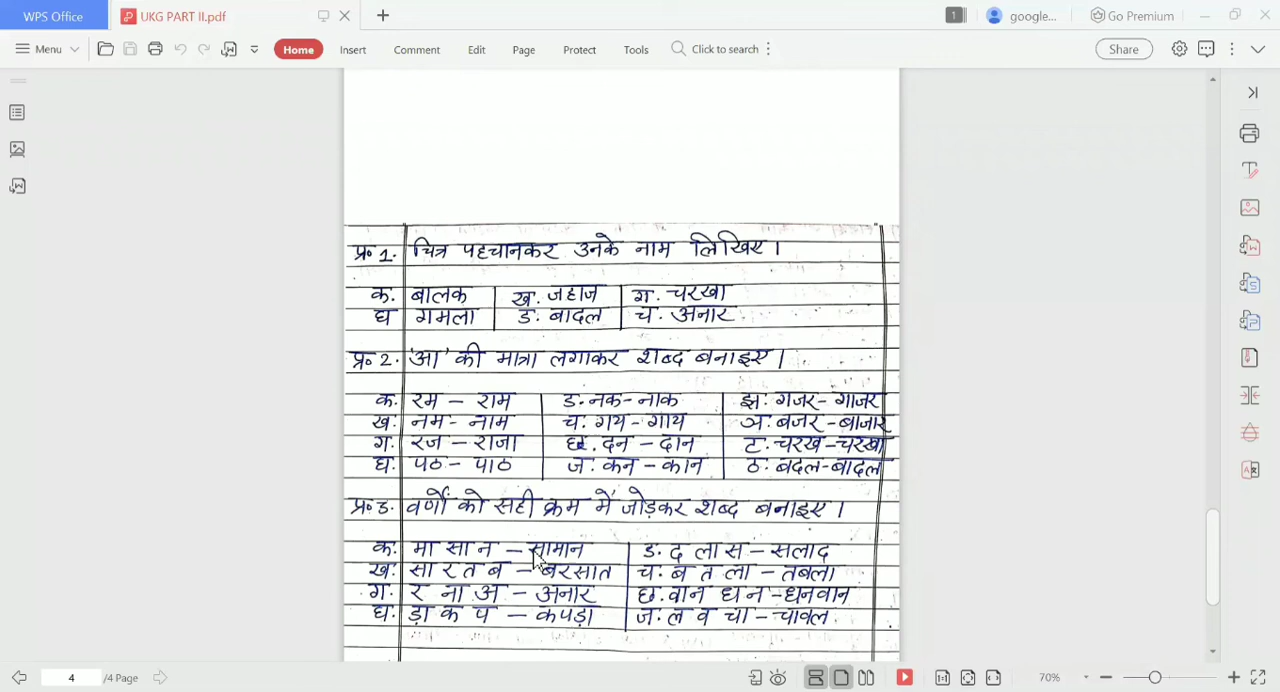 WPS Office
UKG PART II.pdf
1
google...
Go Premium
Menu
Home
Insert
Comment
Edit
Page
Protect
Tools
Click to search
Share
प्र॰ 1. चित्र पहचानकर उनके नाम लिखिए।
क. बालक ख. जहाज ग. चरखा
घ गमला ड. बादल च. अनार
प्र॰ 2. 'आ' की मात्रा लगाकर शब्द बनाइए।
क. रम - राम ड. नक - नाक झ. गजर - गाजर
ख. नम - नाम च. गय - गाय ञ. बजर - बाजार
ग. रज - राजा छ. दन - दान ट. चरख - चरखा
घ. पठ - पाठ ज. कन - कान ठ. बदल - बादल
प्र॰ 3. वर्णों को सही क्रम में जोड़कर शब्द बनाइए।
क. मा सा न - सामान ड. द ला स - सलाद
ख. सा र त ब - बरसात च. ब त ला - तबला
ग. र ना अ - अनार छ. वान ध न - धनवान
घ. ड़ा क प - कपड़ा ज. ल व चा - चावल
4 /4 Page
70%